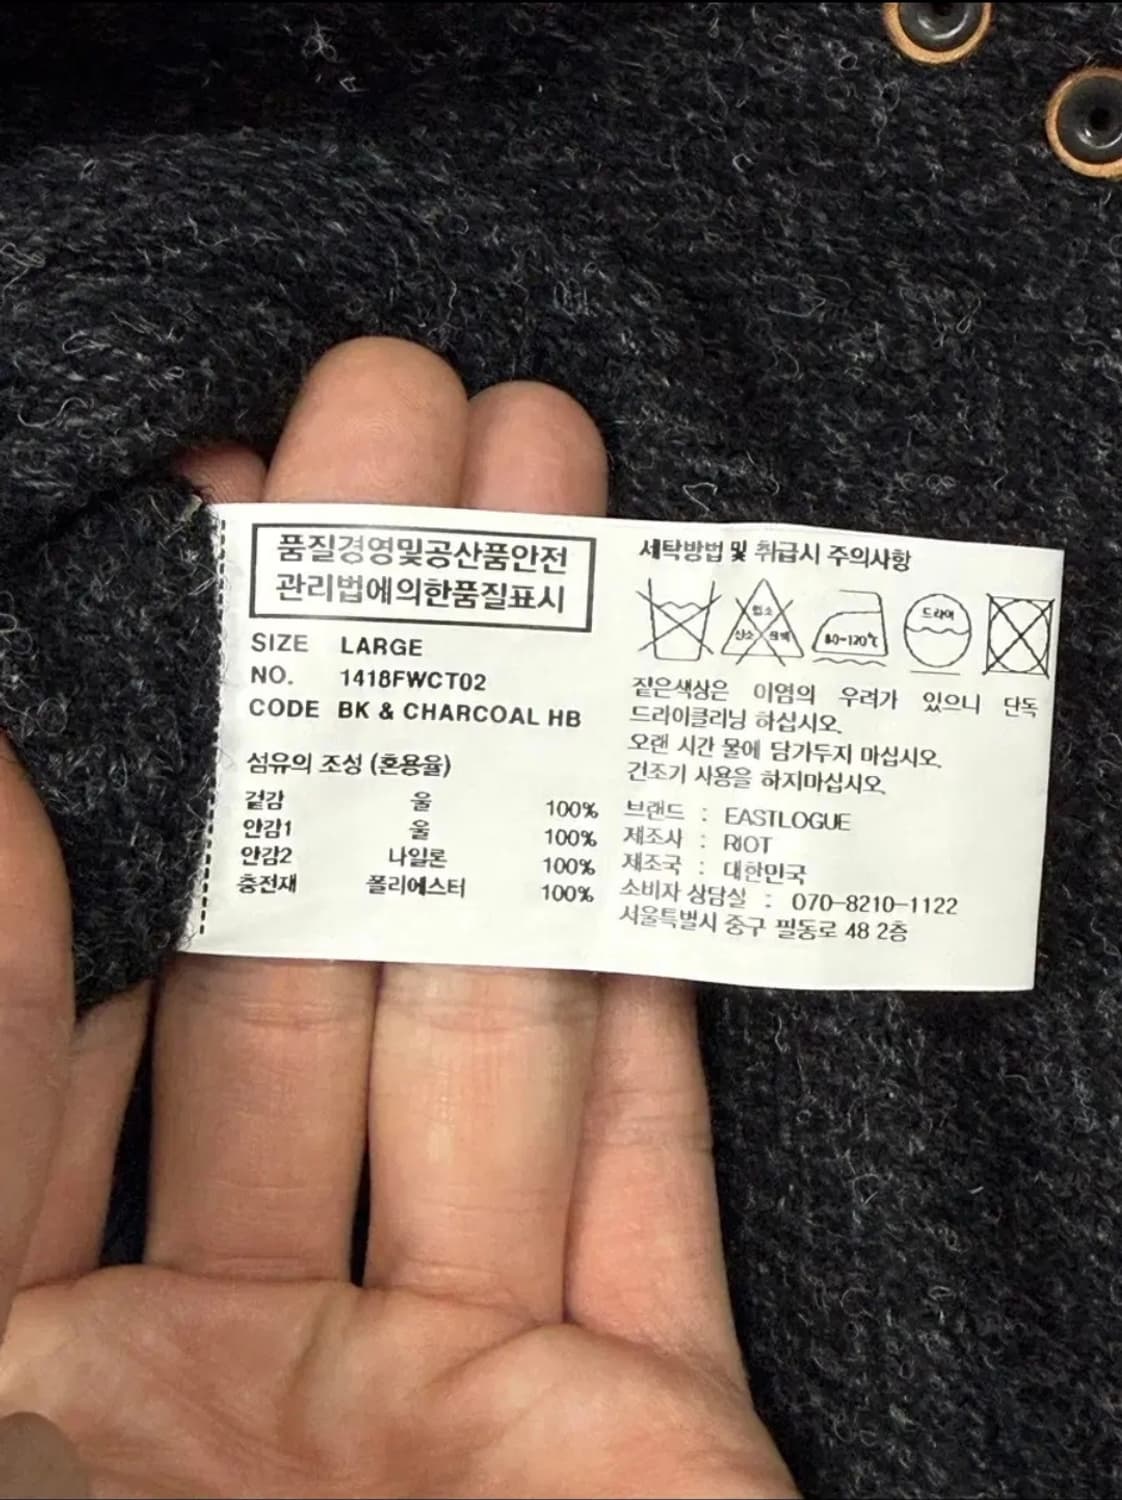 품질경영및공산품안전
관리법에의한품질표시
SIZE LARGE
NO. 1418FWCT02
CODE BK & CHARCOAL HB
섬유의 조성 (혼용율)
겉감 울 100%
안감1 울 100%
안감2 나일론 100%
충전재 폴리에스터 100%
세탁방법 및 취급시 주의사항
염소
산소 표백
80-120℃
드라이
짙은색상은 이염의 우려가 있으니 단독
드라이클리닝 하십시오.
오랜 시간 물에 담가두지 마십시오.
건조기 사용을 하지마십시오.
브랜드 : EASTLOGUE
제조사 : RIOT
제조국 : 대한민국
소비자 상담실 : 070-8210-1122
서울특별시 중구 필동로 48 2층